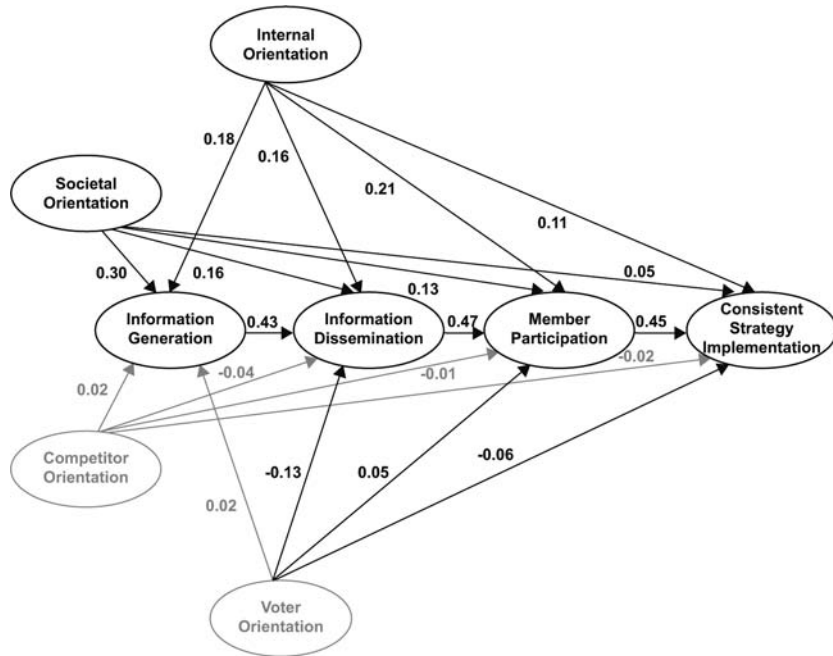 Internal
Orientation
0.18
0.16
Societal
Orientation
0.21
0.11
0.30
0.16
0.13
0.05
Information
Generation
0.43
Information
Dissemination
0.47
Member
Participation
0.45
Consistent
Strategy
Implementation
0.02
-0.04
-0.01
-0.02
Competitor
Orientation
0.02
-0.13
0.05
-0.06
Voter
Orientation